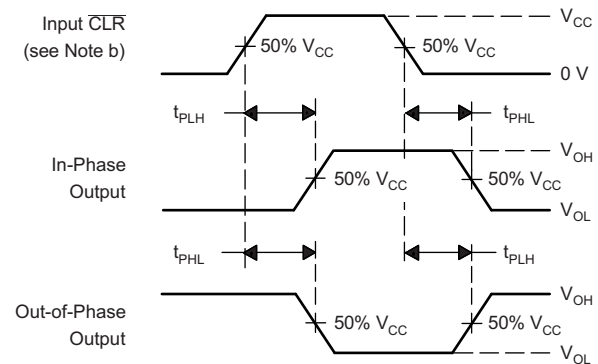 Input C̅L̅R̅ V_CC
(see Note b) 50% V_CC 50% V_CC
0 V
t_PLH t_PHL
In-Phase V_OH
Output 50% V_CC 50% V_CC
V_OL
t_PHL t_PLH
Out-of-Phase V_OH
Output 50% V_CC 50% V_CC
V_OL